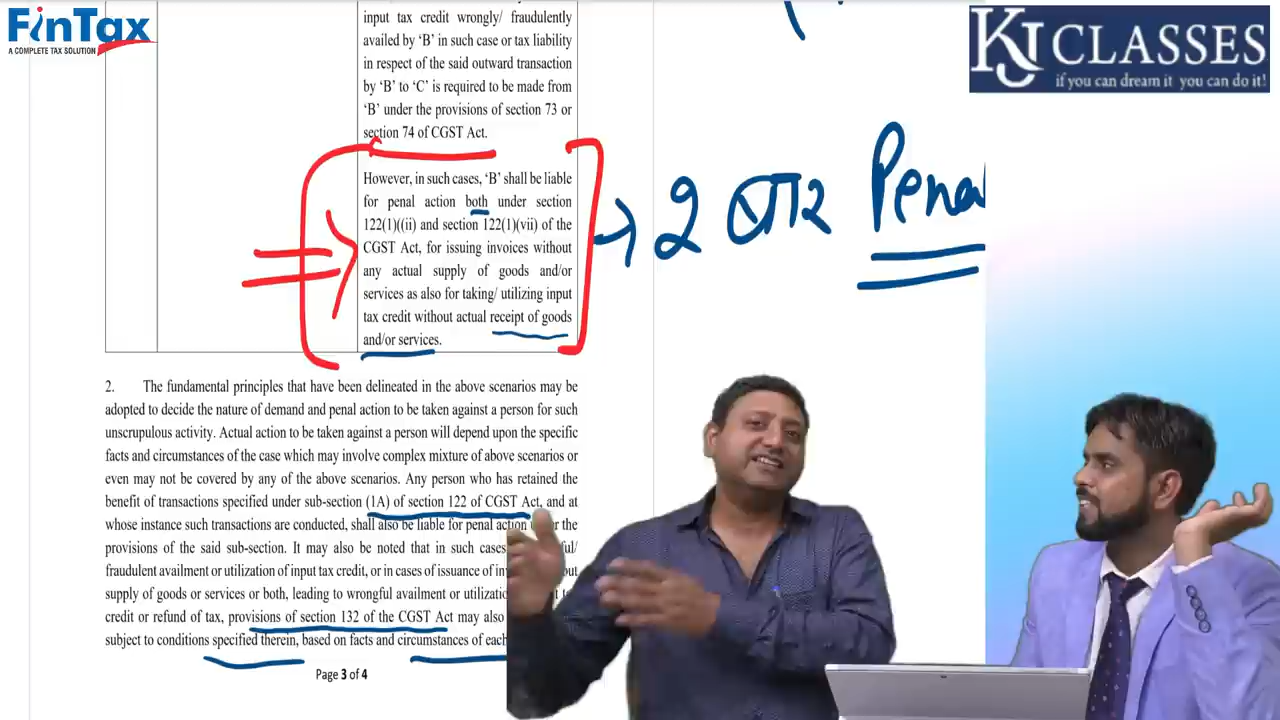 FinTax
A COMPLETE TAX SOLUTION
KJ CLASSES
if you can dream it you can do it!
input tax credit wrongly/ fraudulently
availed by ‘B’ in such case or tax liability
in respect of the said outward transaction
by ‘B’ to ‘C’ is required to be made from
‘B’ under the provisions of section 73 or
section 74 of CGST Act.
However, in such cases, ‘B’ shall be liable
for penal action both under section
122(1)((ii) and section 122(1)(vii) of the
CGST Act, for issuing invoices without
any actual supply of goods and/or
services as also for taking/ utilizing input
tax credit without actual receipt of goods
and/or services.
2 बार Penal
2. The fundamental principles that have been delineated in the above scenarios may be
adopted to decide the nature of demand and penal action to be taken against a person for such
unscrupulous activity. Actual action to be taken against a person will depend upon the specific
facts and circumstances of the case which may involve complex mixture of above scenarios or
even may not be covered by any of the above scenarios. Any person who has retained the
benefit of transactions specified under sub-section (1A) of section 122 of CGST Act, and at
whose instance such transactions are conducted, shall also be liable for penal action the
provisions of the said sub-section. It may also be noted that in such cases
fraudulent availment or utilization of input tax credit, or in cases of issuance of
supply of goods or services or both, leading to wrongful availment or
credit or refund of tax, provisions of section 132 of the CGST Act may also
subject to conditions specified therein, based on facts and circumstances of each
Page 3 of 4